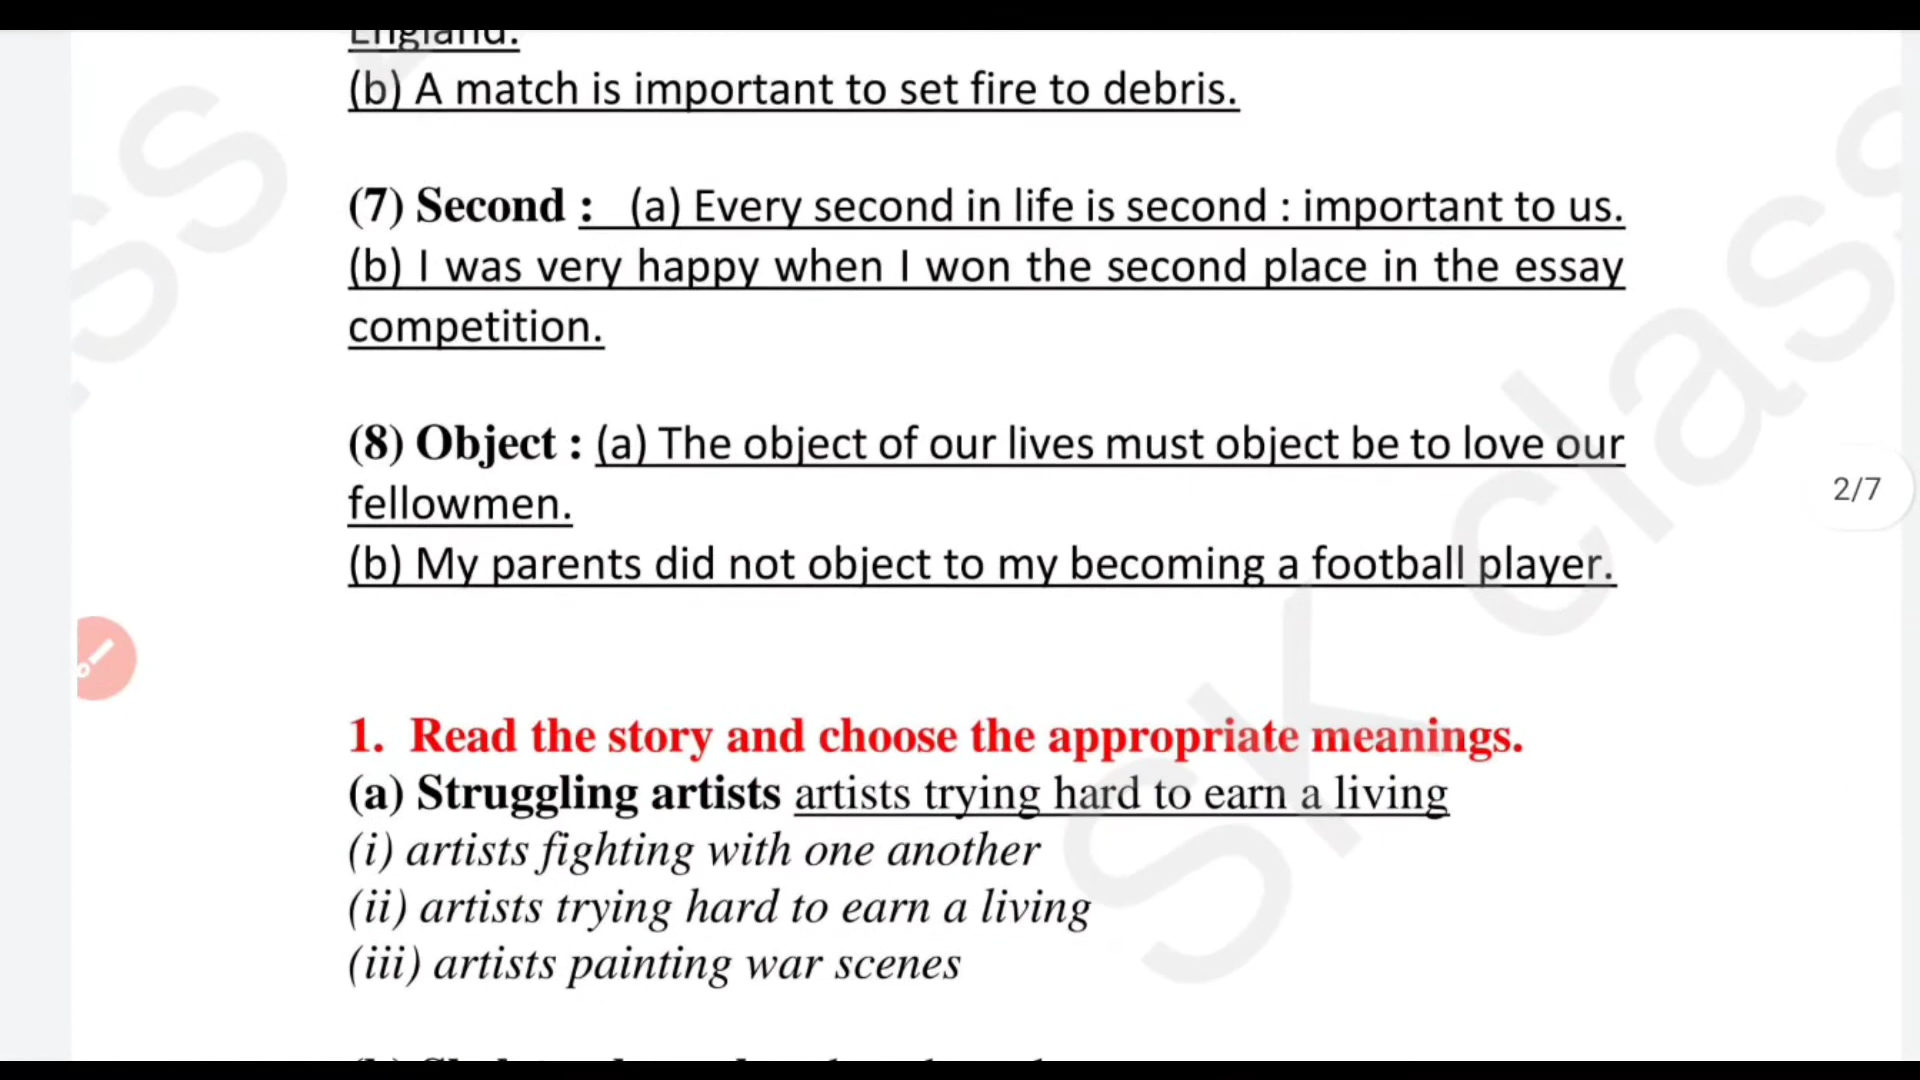 England.
(b) A match is important to set fire to debris.
(7) Second : (a) Every second in life is second : important to us.
(b) I was very happy when I won the second place in the essay
competition.
(8) Object : (a) The object of our lives must object be to love our
fellowmen.
(b) My parents did not object to my becoming a football player.
2/7
1. Read the story and choose the appropriate meanings.
(a) Struggling artists artists trying hard to earn a living
(i) artists fighting with one another
(ii) artists trying hard to earn a living
(iii) artists painting war scenes
SK class
ss